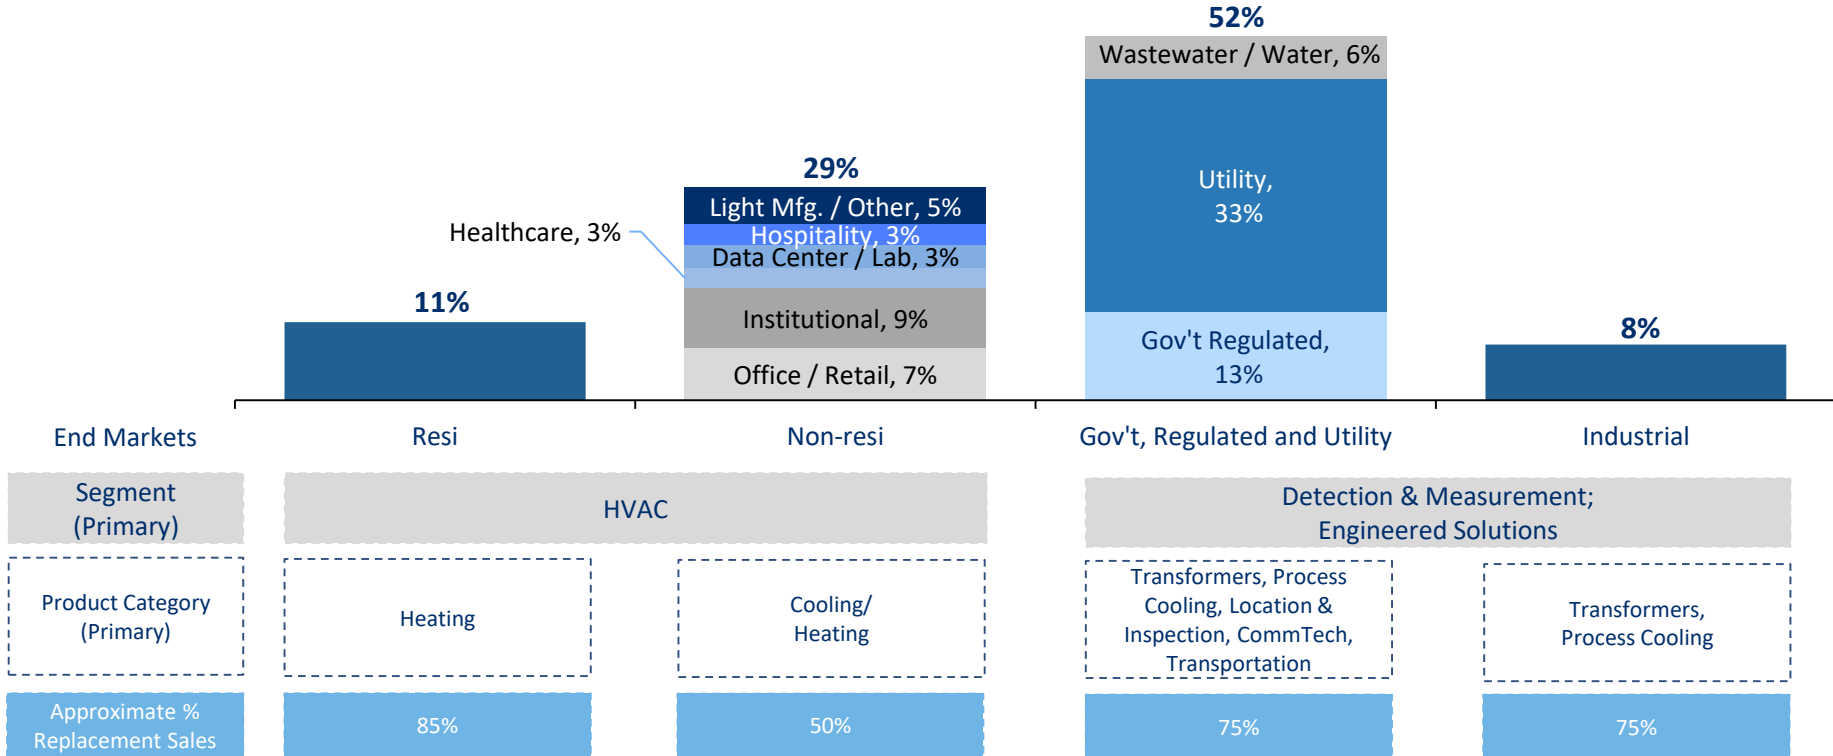 52%
Wastewater / Water, 6%
Utility,
33%
Gov't Regulated,
13%
29%
Light Mfg. / Other, 5%
Hospitality, 3%
Data Center / Lab, 3%
Healthcare, 3%
Institutional, 9%
Office / Retail, 7%
11%
8%
End Markets
Resi
Non-resi
Gov't, Regulated and Utility
Industrial
Segment
(Primary)
HVAC
Detection & Measurement;
Engineered Solutions
Product Category
(Primary)
Heating
Cooling/
Heating
Transformers, Process
Cooling, Location &
Inspection, CommTech,
Transportation
Transformers,
Process Cooling
Approximate %
Replacement Sales
85%
50%
75%
75%